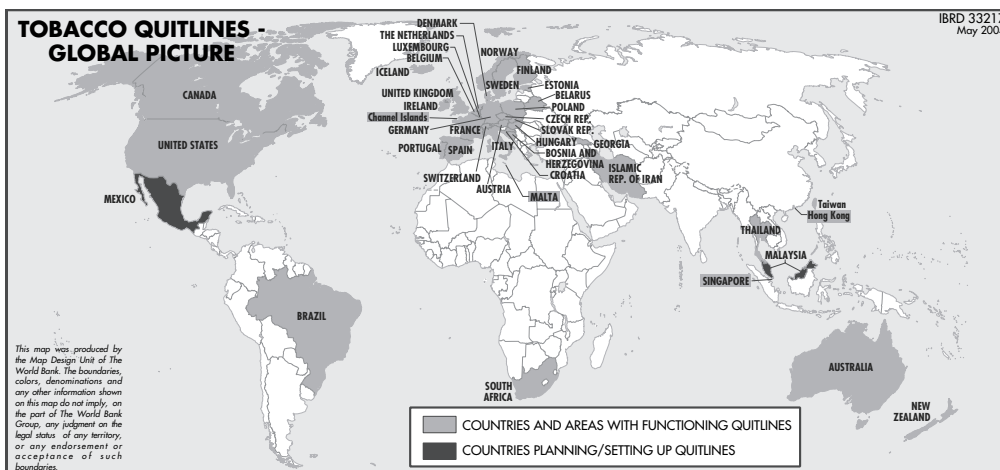 TOBACCO QUITLINES -
GLOBAL PICTURE
IBRD 33217
May 2005
DENMARK
THE NETHERLANDS
LUXEMBOURG
BELGIUM
NORWAY
ICELAND
FINLAND
SWEDEN
ESTONIA
BELARUS
UNITED KINGDOM
POLAND
IRELAND
CZECH REP.
Channel Islands
SLOVAK REP.
GERMANY
FRANCE
HUNGARY
GEORGIA
PORTUGAL
SPAIN
ITALY
BOSNIA AND
HERZEGOVINA
CROATIA
ISLAMIC
REP. OF IRAN
SWITZERLAND
AUSTRIA
MALTA
CANADA
UNITED STATES
MEXICO
Taiwan
Hong Kong
THAILAND
MALAYSIA
SINGAPORE
BRAZIL
SOUTH
AFRICA
AUSTRALIA
NEW
ZEALAND
This map was produced by
the Map Design Unit of The
World Bank. The boundaries,
colors, denominations and
any other information shown
on this map do not imply, on
the part of The World Bank
Group, any judgment on the
legal status of any territory,
or any endorsement or
acceptance of such
boundaries.
COUNTRIES AND AREAS WITH FUNCTIONING QUITLINES
COUNTRIES PLANNING/SETTING UP QUITLINES